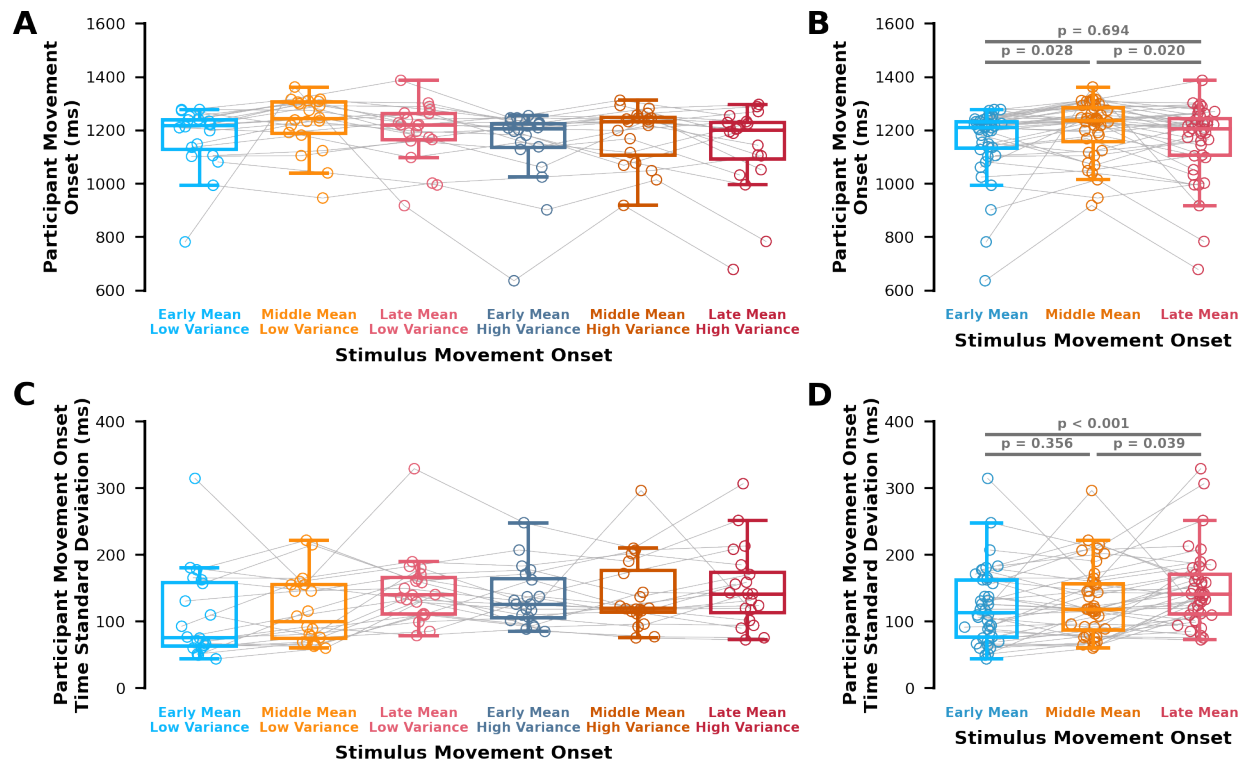 A
Participant Movement
Onset (ms)
1600
1400
1200
1000
800
600
Early Mean
Low Variance
Middle Mean
Low Variance
Late Mean
Low Variance
Early Mean
High Variance
Middle Mean
High Variance
Late Mean
High Variance
Stimulus Movement Onset
B
Participant Movement
Onset (ms)
1600
1400
1200
1000
800
600
p = 0.694
p = 0.028
p = 0.020
Early Mean
Middle Mean
Late Mean
Stimulus Movement Onset
C
Participant Movement Onset
Time Standard Deviation (ms)
400
300
200
100
0
Early Mean
Low Variance
Middle Mean
Low Variance
Late Mean
Low Variance
Early Mean
High Variance
Middle Mean
High Variance
Late Mean
High Variance
Stimulus Movement Onset
D
Participant Movement Onset
Time Standard Deviation (ms)
400
300
200
100
0
p < 0.001
p = 0.356
p = 0.039
Early Mean
Middle Mean
Late Mean
Stimulus Movement Onset